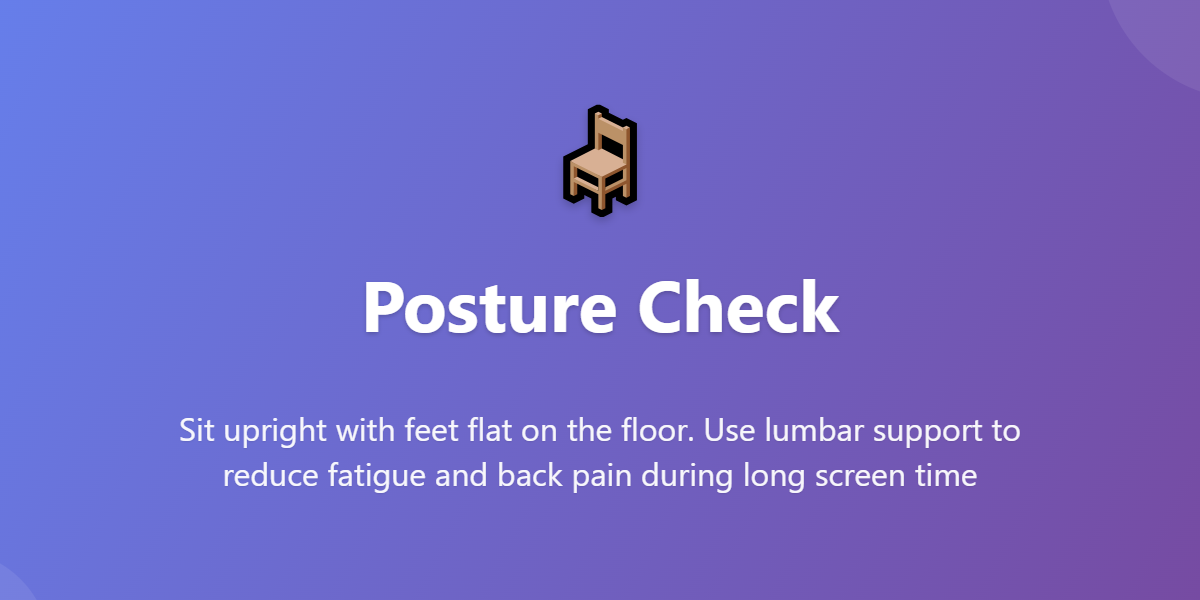 Posture Check
Sit upright with feet flat on the floor. Use lumbar support to
reduce fatigue and back pain during long screen time